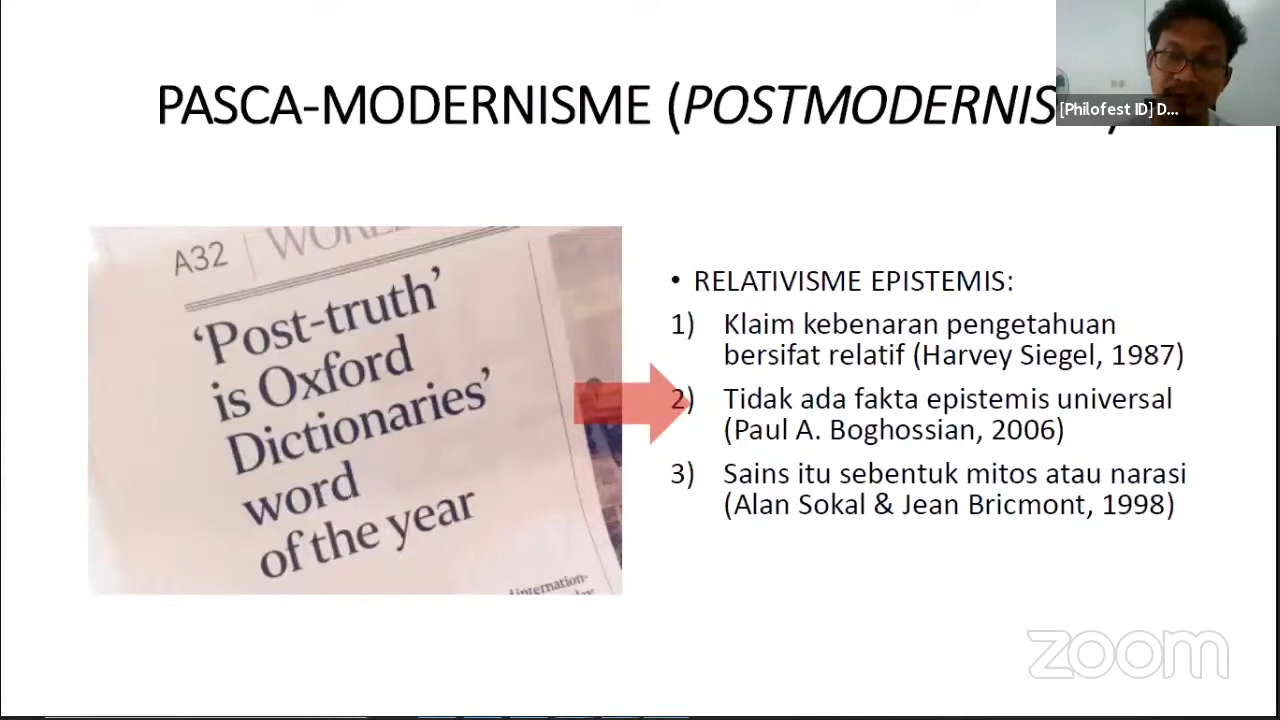 PASCA-MODERNISME (POSTMODERNIS
[Philofest ID] D...
A32
'Post-truth'
is Oxford
Dictionaries'
word
of the year
• RELATIVISME EPISTEMIS:
1) Klaim kebenaran pengetahuan
bersifat relatif (Harvey Siegel, 1987)
2) Tidak ada fakta epistemis universal
(Paul A. Boghossian, 2006)
3) Sains itu sebentuk mitos atau narasi
(Alan Sokal & Jean Bricmont, 1998)
zoom